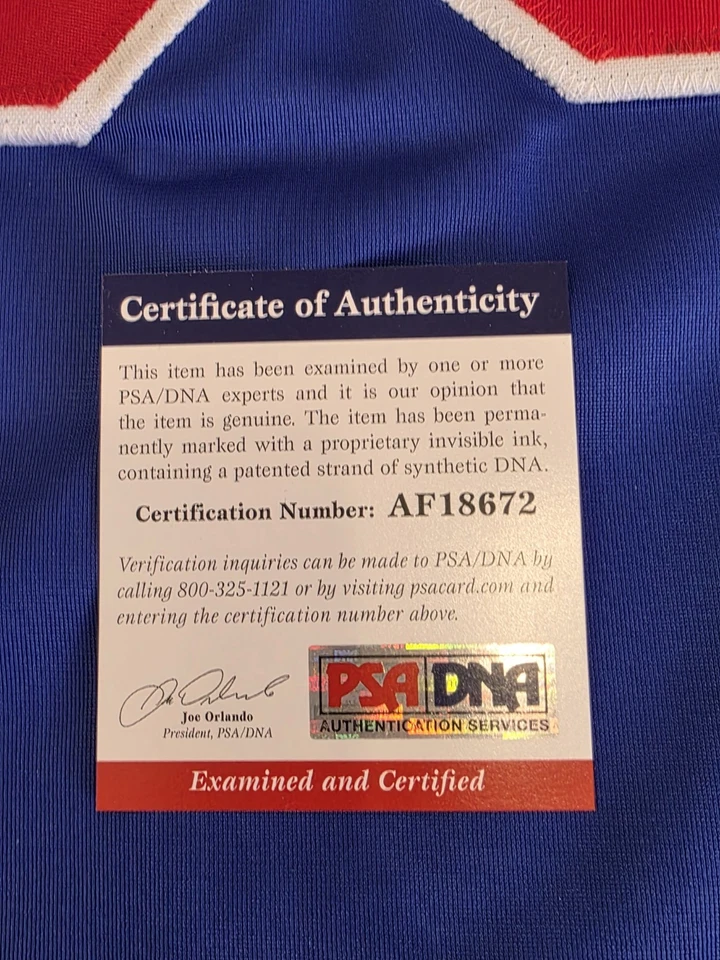 Certificate of Authenticity
This item has been examined by one or more
PSA/DNA experts and it is our opinion that
the item is genuine. The item has been perma-
nently marked with a proprietary invisible ink,
containing a patented strand of synthetic DNA.
Certification Number: AF18672
Verification inquiries can be made to PSA/DNA by
calling 800-325-1121 or by visiting psacard.com and
entering the certification number above.
Joe Orlando
President, PSA/DNA
PSA DNA
AUTHENTICATION SERVICES
Examined and Certified